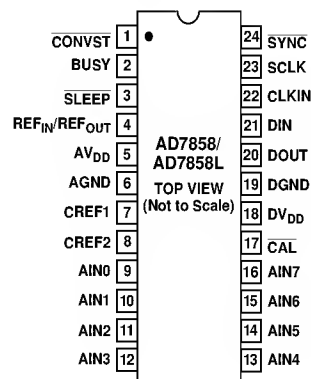 CONVST 1 24 SYNC
BUSY 2 23 SCLK
SLEEP 3 22 CLKIN
REFIN/REFOUT 4 21 DIN
AVDD 5 20 DOUT
AGND 6 19 DGND
CREF1 7 18 DVDD
CREF2 8 17 CAL
AIN0 9 16 AIN7
AIN1 10 15 AIN6
AIN2 11 14 AIN5
AIN3 12 13 AIN4
AD7858/
AD7858L
TOP VIEW
(Not to Scale)